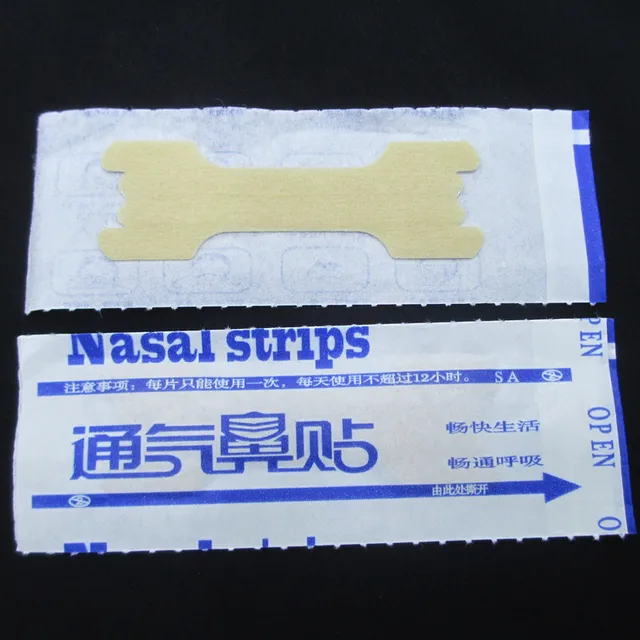 Nasal strips
注意事项：每片只能使用一次，每天使用不超过12小时。 SA
通气鼻贴
畅快生活
畅通呼吸
由此处撕开
PEN
OPEN
O